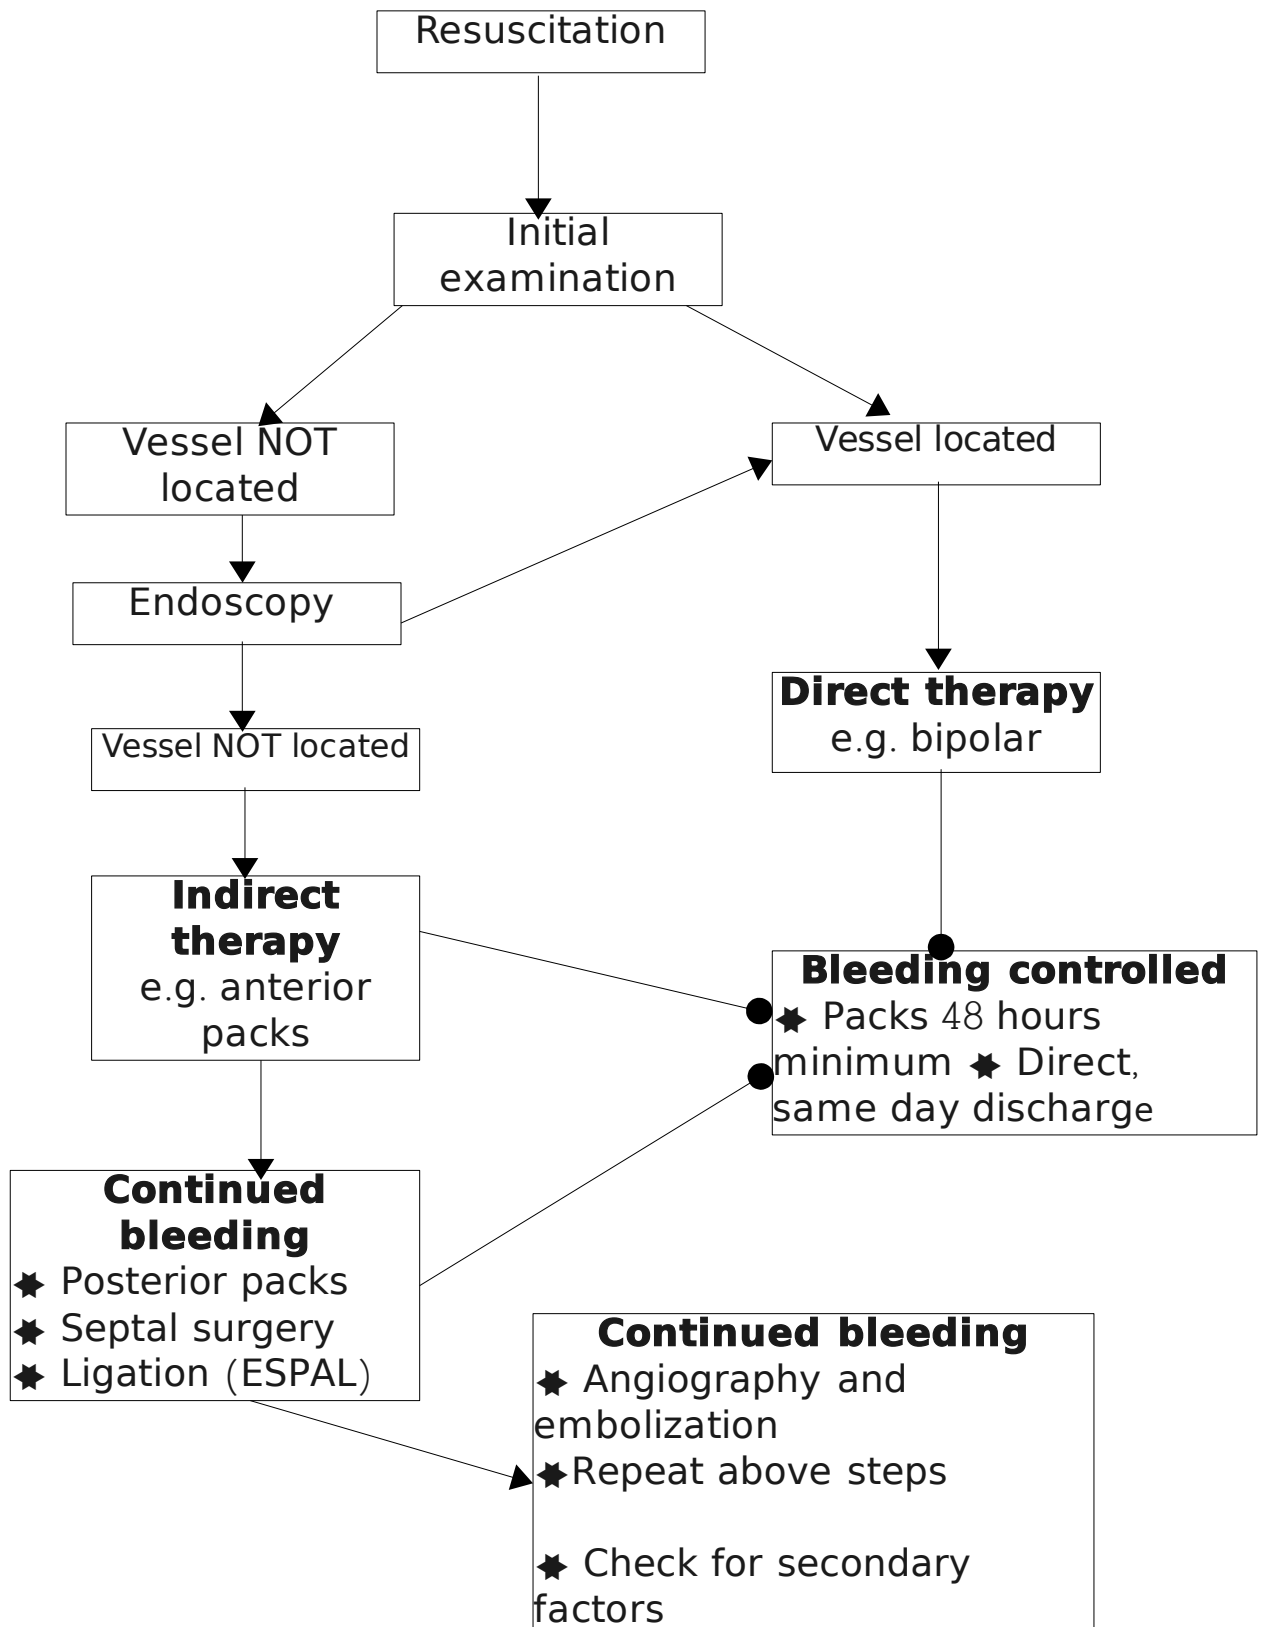 Resuscitation
Initial
examination
Vessel NOT
located
Vessel located
Endoscopy
Direct therapy
e.g. bipolar
Vessel NOT located
Indirect
therapy
e.g. anterior
packs
Bleeding controlled
✦ Packs 48 hours
minimum ✦ Direct,
same day discharge
Continued
bleeding
✦ Posterior packs
✦ Septal surgery
✦ Ligation (ESPAL)
Continued bleeding
✦ Angiography and
embolization
✦Repeat above steps
✦ Check for secondary
factors